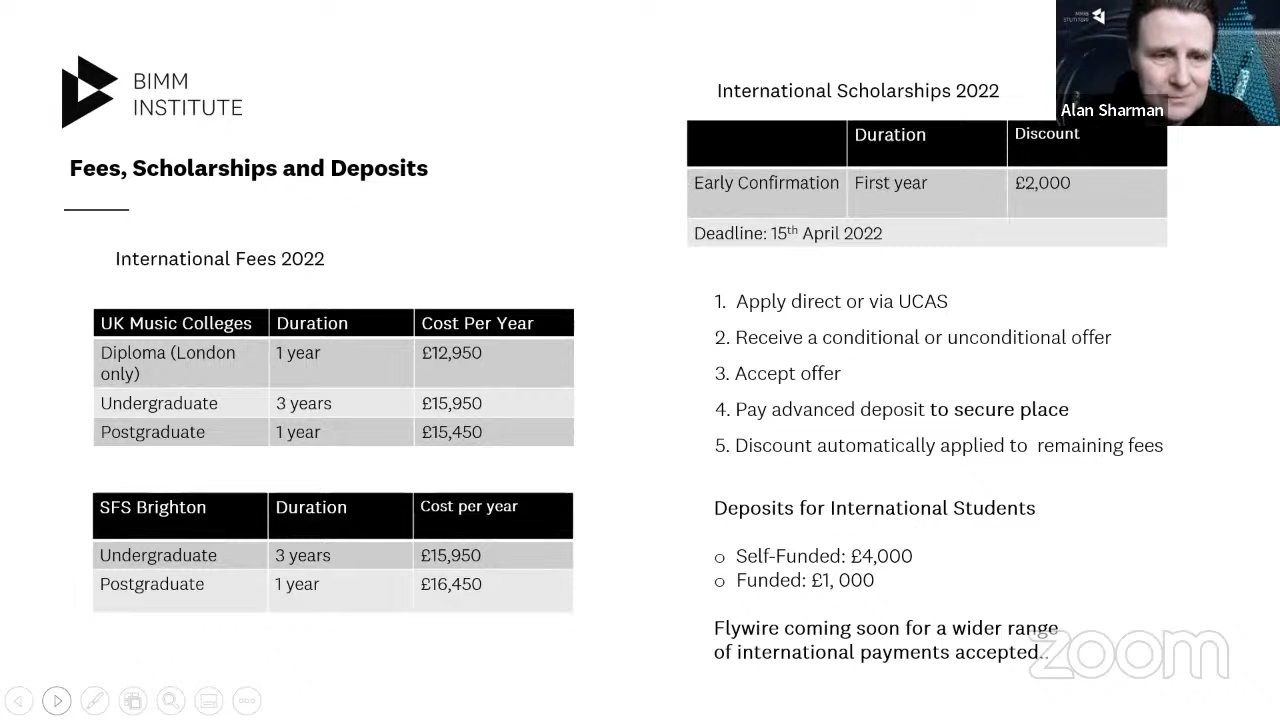 BIMM
INSTITUTE
Fees, Scholarships and Deposits
International Fees 2022
UK Music Colleges Duration Cost Per Year
Diploma (London only) 1 year £12,950
Undergraduate 3 years £15,950
Postgraduate 1 year £15,450
SFS Brighton Duration Cost per year
Undergraduate 3 years £15,950
Postgraduate 1 year £16,450
International Scholarships 2022
Duration Discount
Early Confirmation First year £2,000
Deadline: 15th April 2022
1. Apply direct or via UCAS
2. Receive a conditional or unconditional offer
3. Accept offer
4. Pay advanced deposit to secure place
5. Discount automatically applied to remaining fees
Deposits for International Students
o Self-Funded: £4,000
o Funded: £1, 000
Flywire coming soon for a wider range
of international payments accepted..
Alan Sharman
zoom